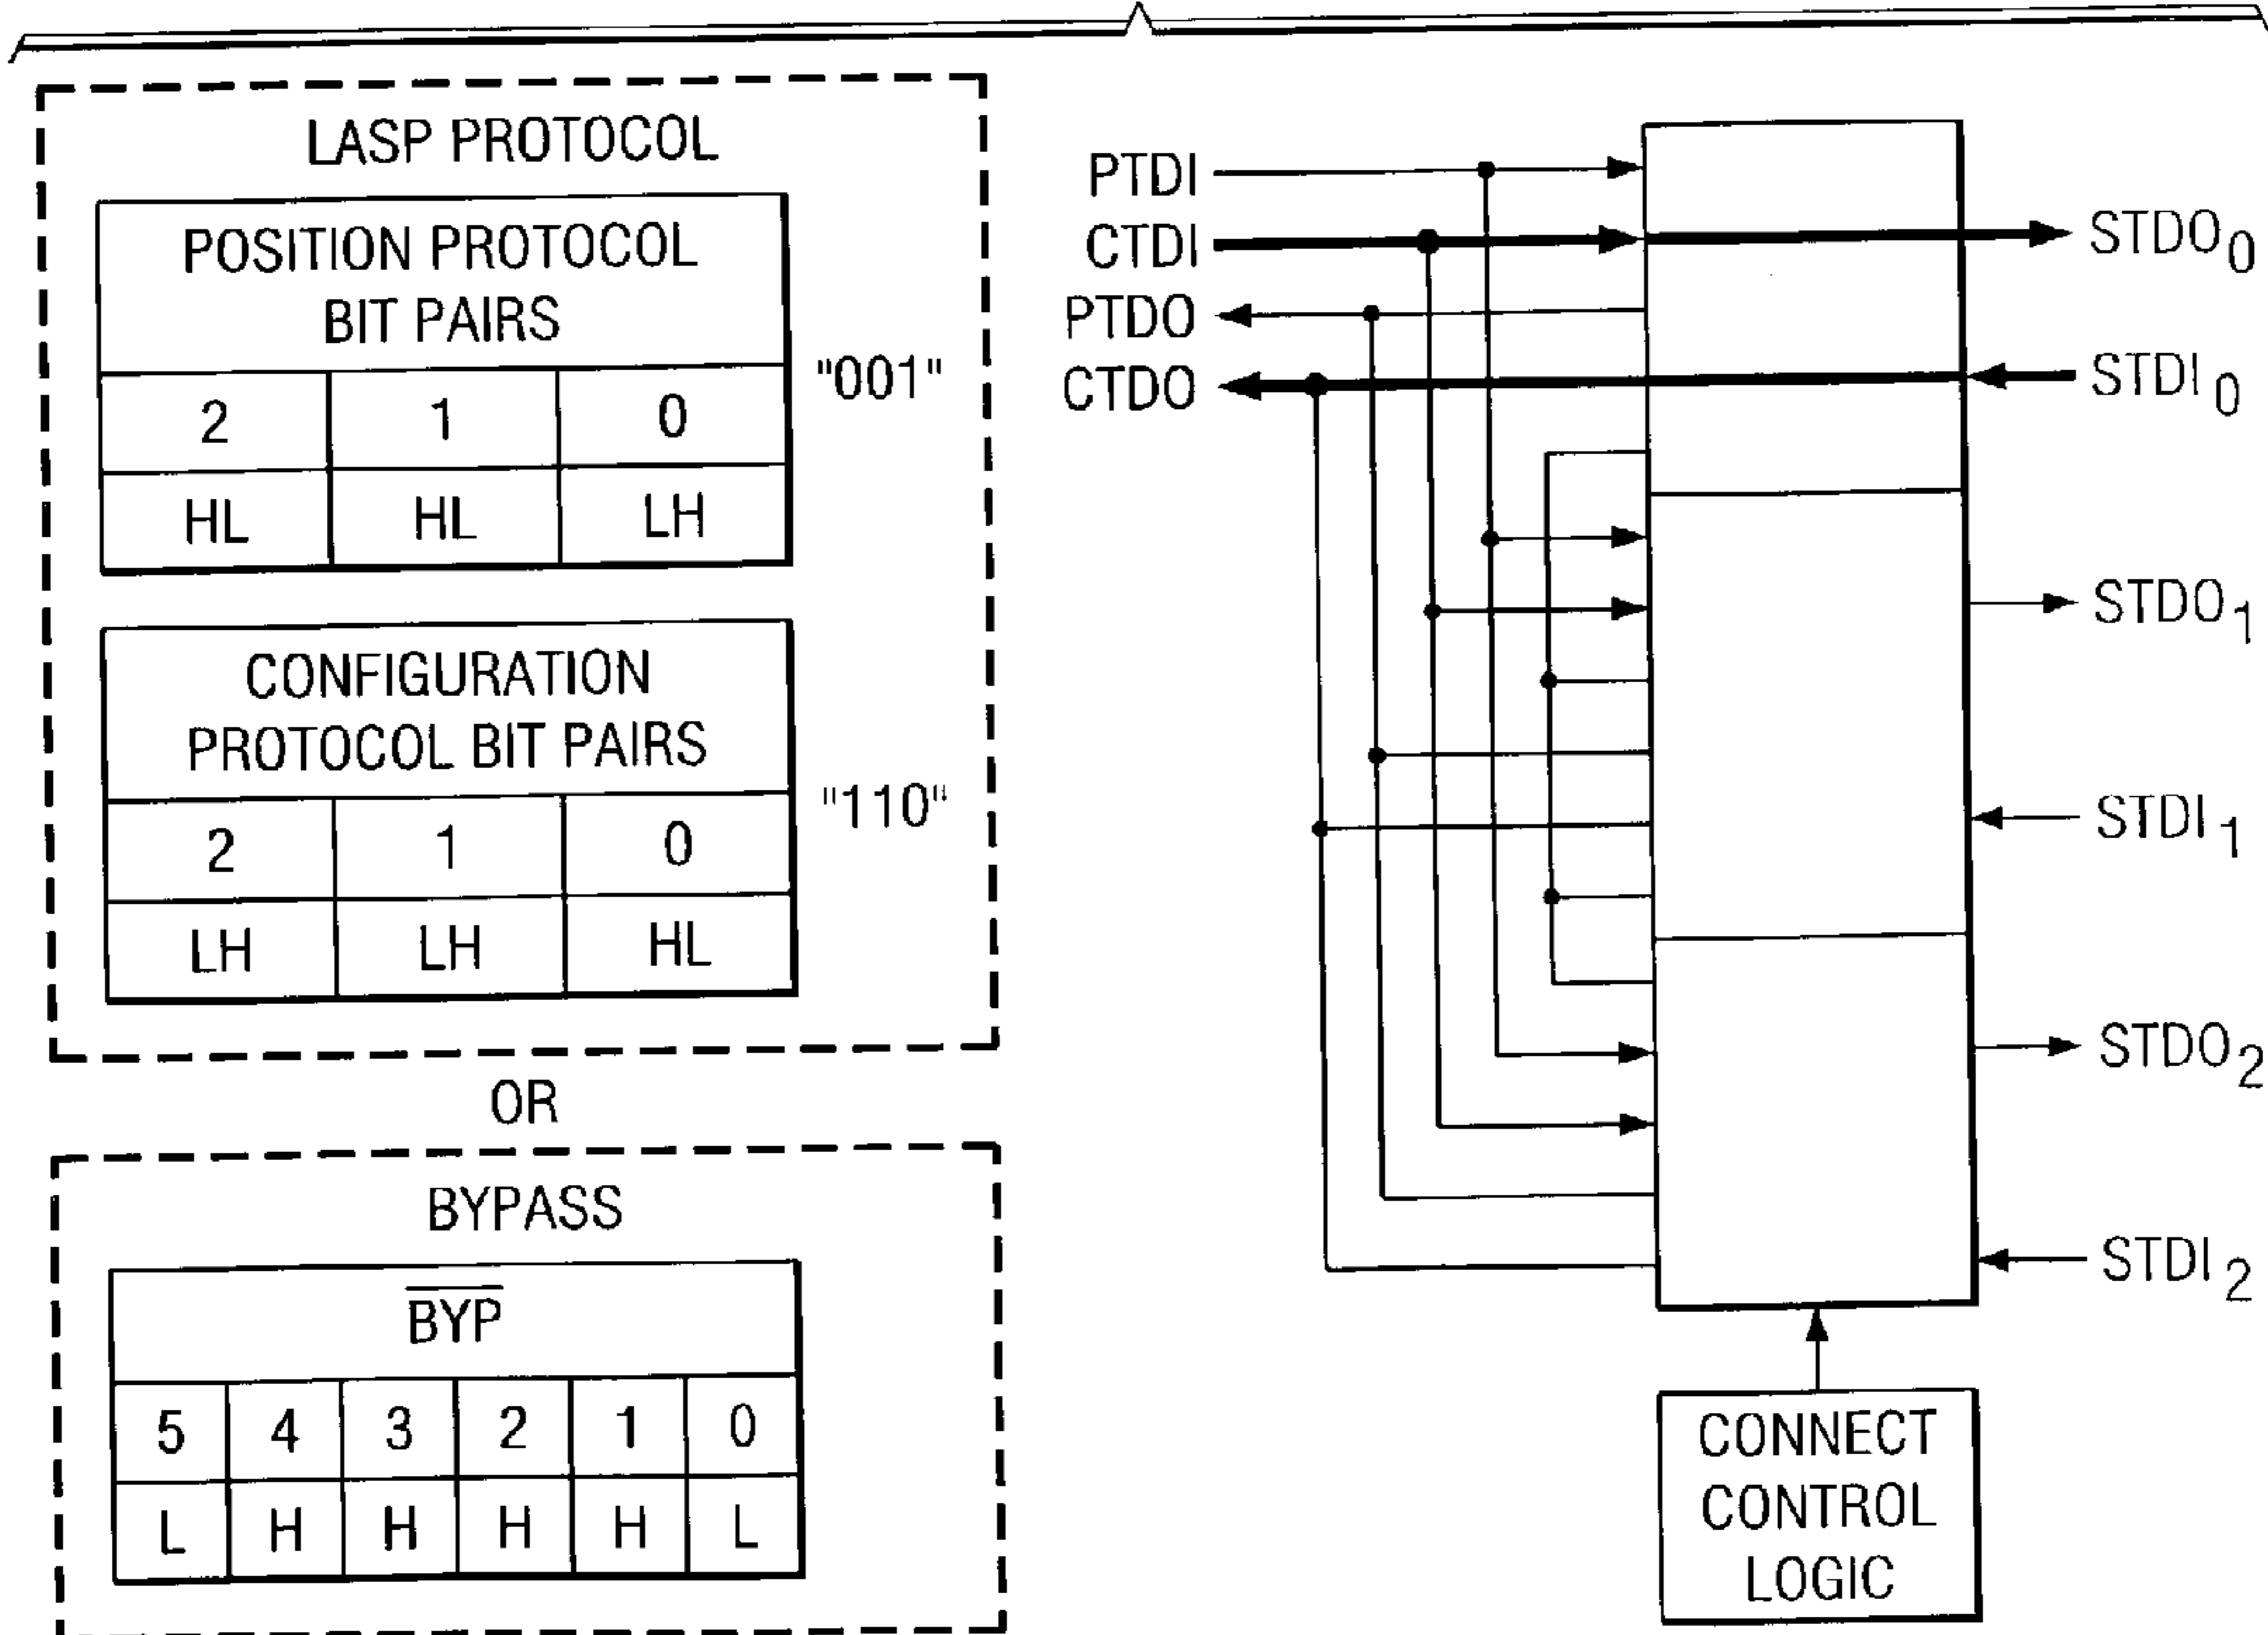 LASP PROTOCOL
POSITION PROTOCOL
BIT PAIRS
2 1 0
HL HL LH
"001"
CONFIGURATION
PROTOCOL BIT PAIRS
2 1 0
LH LH HL
"110"
OR
BYPASS
BYP
5 4 3 2 1 0
L H H H H L
PTDI
CTDI
PTDO
CTDO
STDO0
STDI0
STDO1
STDI1
STDO2
STDI2
CONNECT
CONTROL
LOGIC